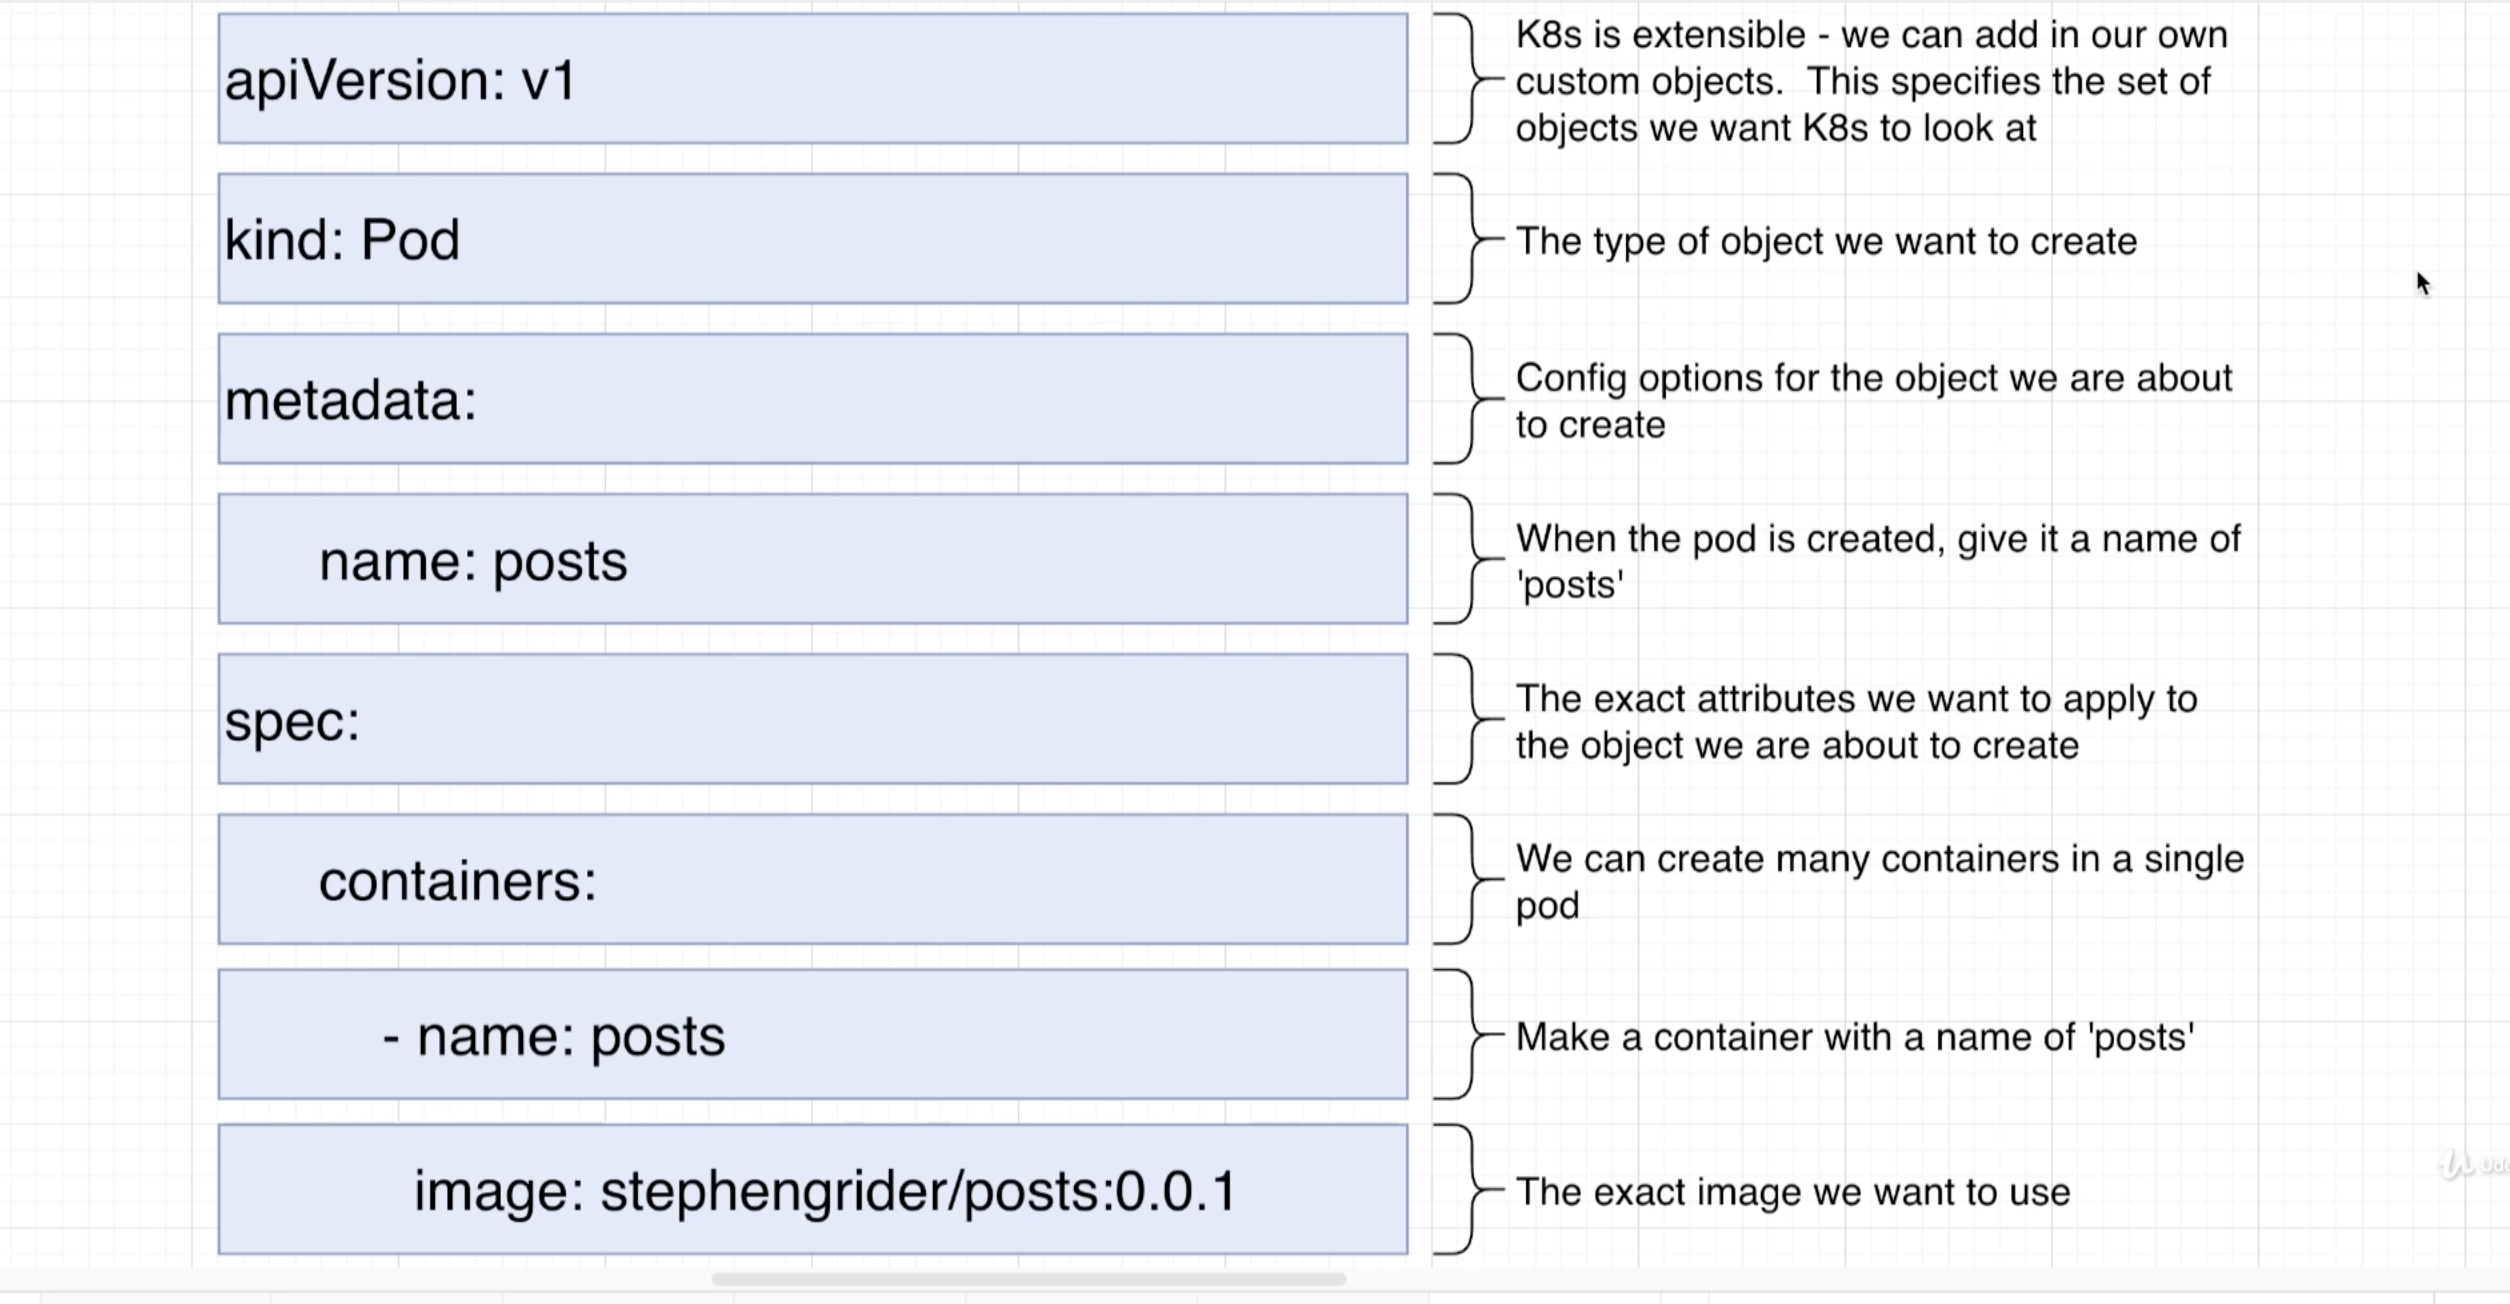 apiVersion: v1
K8s is extensible - we can add in our own
custom objects.  This specifies the set of
objects we want K8s to look at
kind: Pod
The type of object we want to create
metadata:
Config options for the object we are about
to create
name: posts
When the pod is created, give it a name of
'posts'
spec:
The exact attributes we want to apply to
the object we are about to create
containers:
We can create many containers in a single
pod
- name: posts
Make a container with a name of 'posts'
image: stephengrider/posts:0.0.1
The exact image we want to use